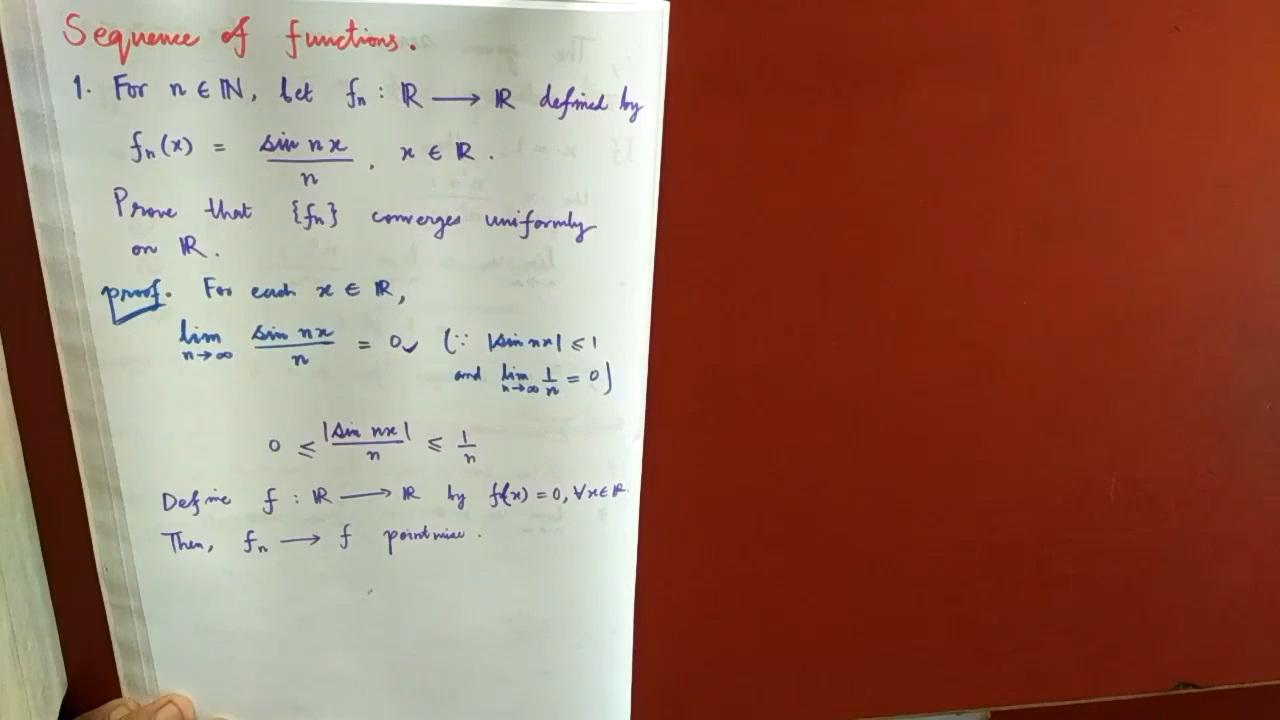 Sequence of functions.
1. For n ∈ ℕ, let fₙ : ℝ ⟶ ℝ defined by
fₙ(x) = sin nx / n , x ∈ ℝ.
Prove that {fₙ} converges uniformly
on ℝ.
proof. For each x ∈ ℝ,
lim n→∞ sin nx / n = 0 (∵ |sin nx| ≤ 1
and lim n→∞ 1/n = 0)
0 ≤ |sin nx| / n ≤ 1/n
Define f : ℝ ⟶ ℝ by f(x) = 0, ∀x∈ℝ.
Then, fₙ ⟶ f pointwise.